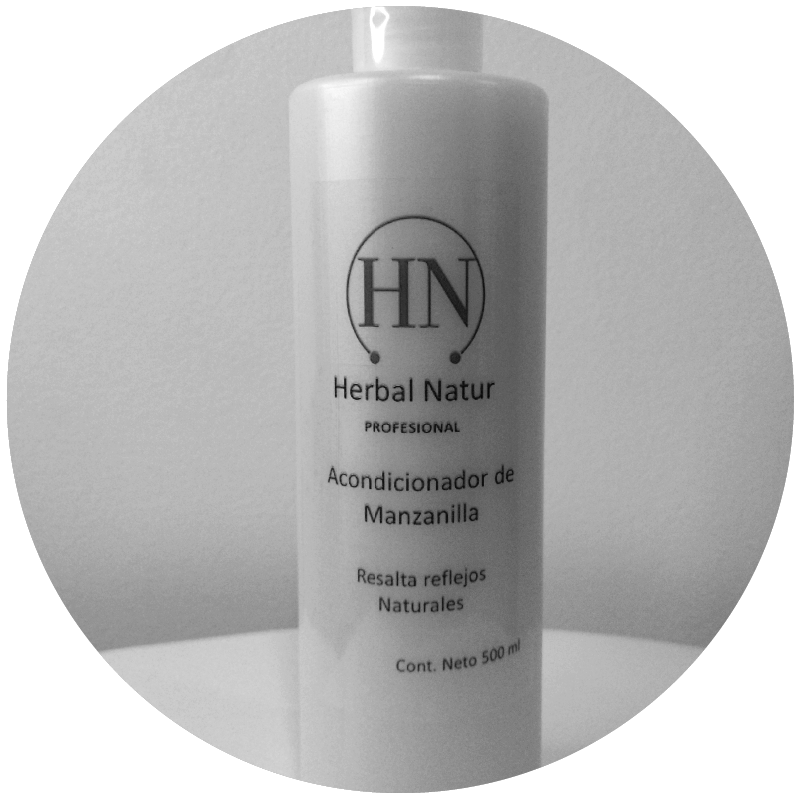 HN
Herbal Natur
PROFESIONAL
Acondicionador de
Manzanilla
Resalta reflejos
Naturales
Cont. Neto 500 ml